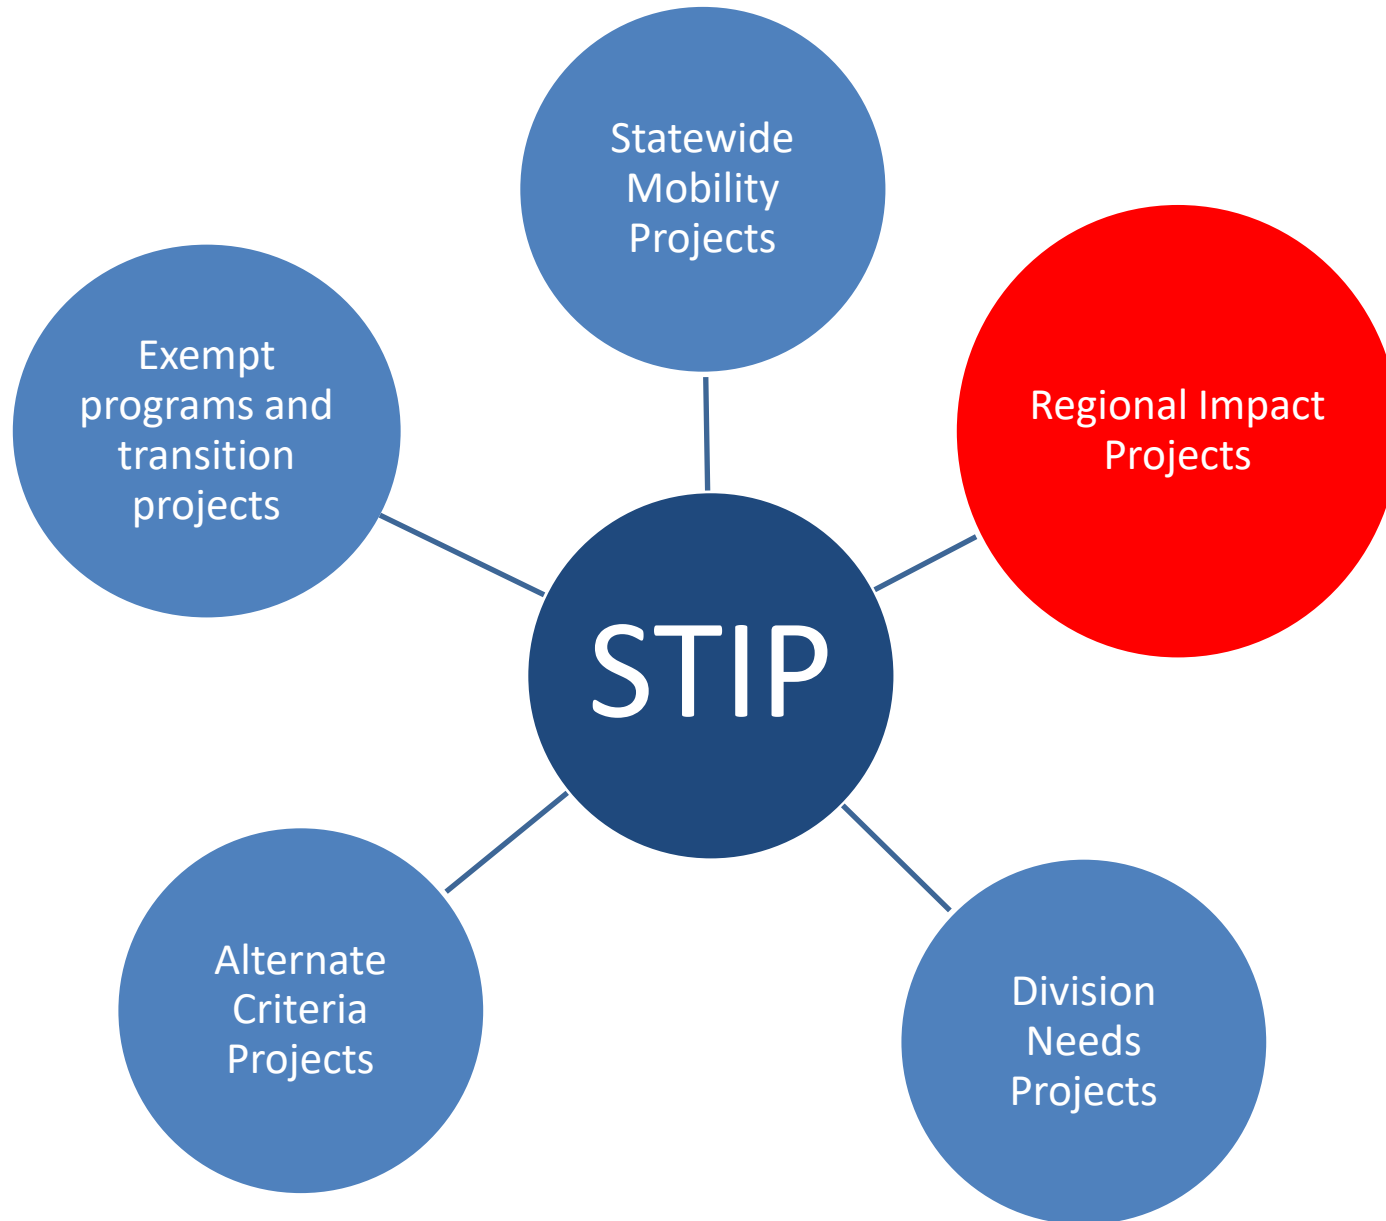 Statewide
Mobility
Projects
Regional Impact
Projects
Exempt
programs and
transition
projects
STIP
Alternate
Criteria
Projects
Division
Needs
Projects